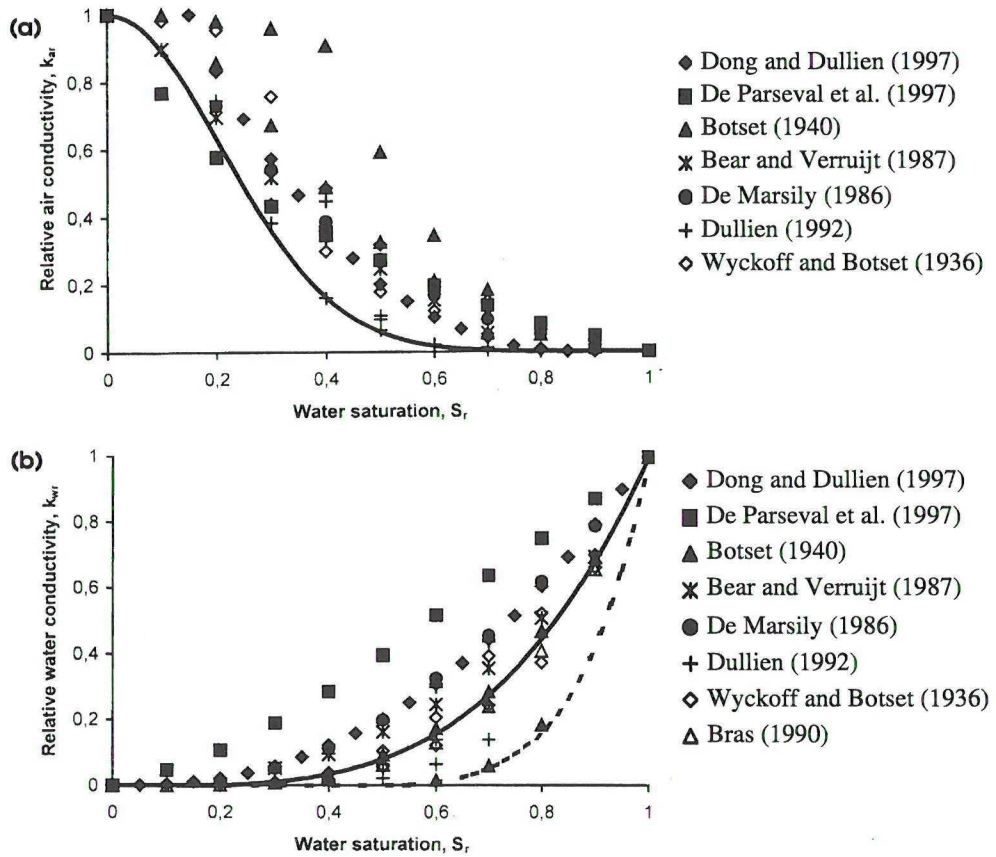 (a)
Relative air conductivity, k_ar
1
0,8
0,6
0,4
0,2
0
0 0,2 0,4 0,6 0,8 1
Water saturation, S_r
Dong and Dullien (1997)
De Parseval et al. (1997)
Botset (1940)
Bear and Verruijt (1987)
De Marsily (1986)
Dullien (1992)
Wyckoff and Botset (1936)
(b)
Relative water conductivity, k_wr
1
0,8
0,6
0,4
0,2
0
0 0,2 0,4 0,6 0,8 1
Water saturation, S_r
Dong and Dullien (1997)
De Parseval et al. (1997)
Botset (1940)
Bear and Verruijt (1987)
De Marsily (1986)
Dullien (1992)
Wyckoff and Botset (1936)
Bras (1990)